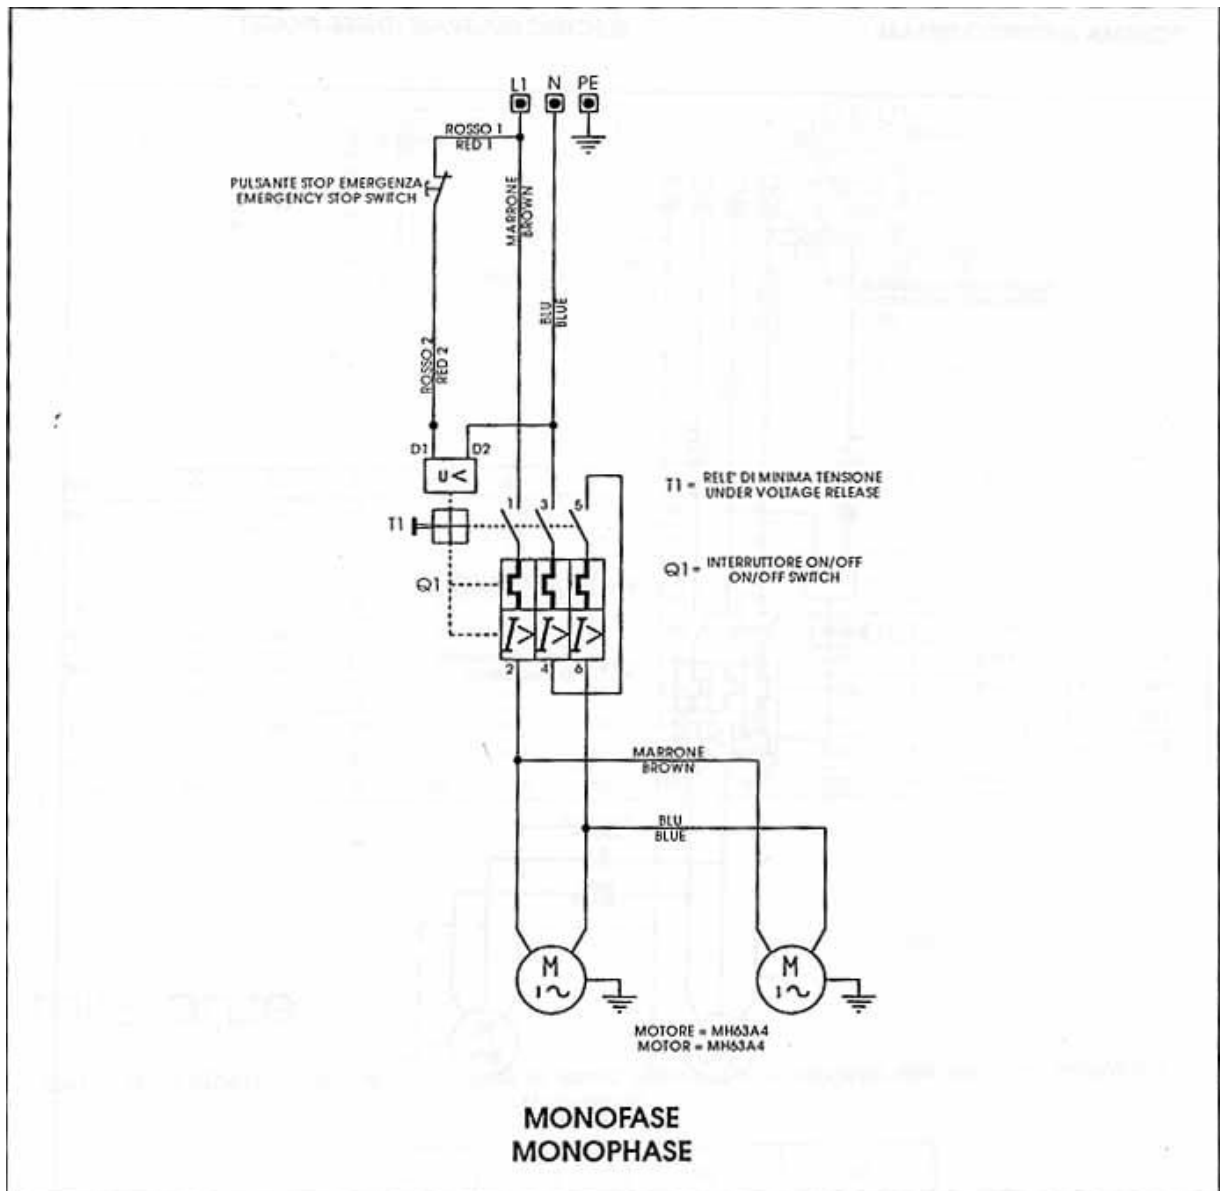 L1 N PE
ROSSO 1
RED 1
PULSANTE STOP EMERGENZA
EMERGENCY STOP SWITCH
MARRONE
BROWN
BLU
BLUE
ROSSO 2
RED 2
D1 D2
U<
T1 = RELE' DI MINIMA TENSIONE
UNDER VOLTAGE RELEASE
1 3 5
T1
Q1 = INTERRUTTORE ON/OFF
ON/OFF SWITCH
Q1
I> I> I>
2 4 6
MARRONE
BROWN
BLU
BLUE
M M
1~ 1~
MOTORE = MH63A4
MOTOR = MH63A4
MONOFASE
MONOPHASE